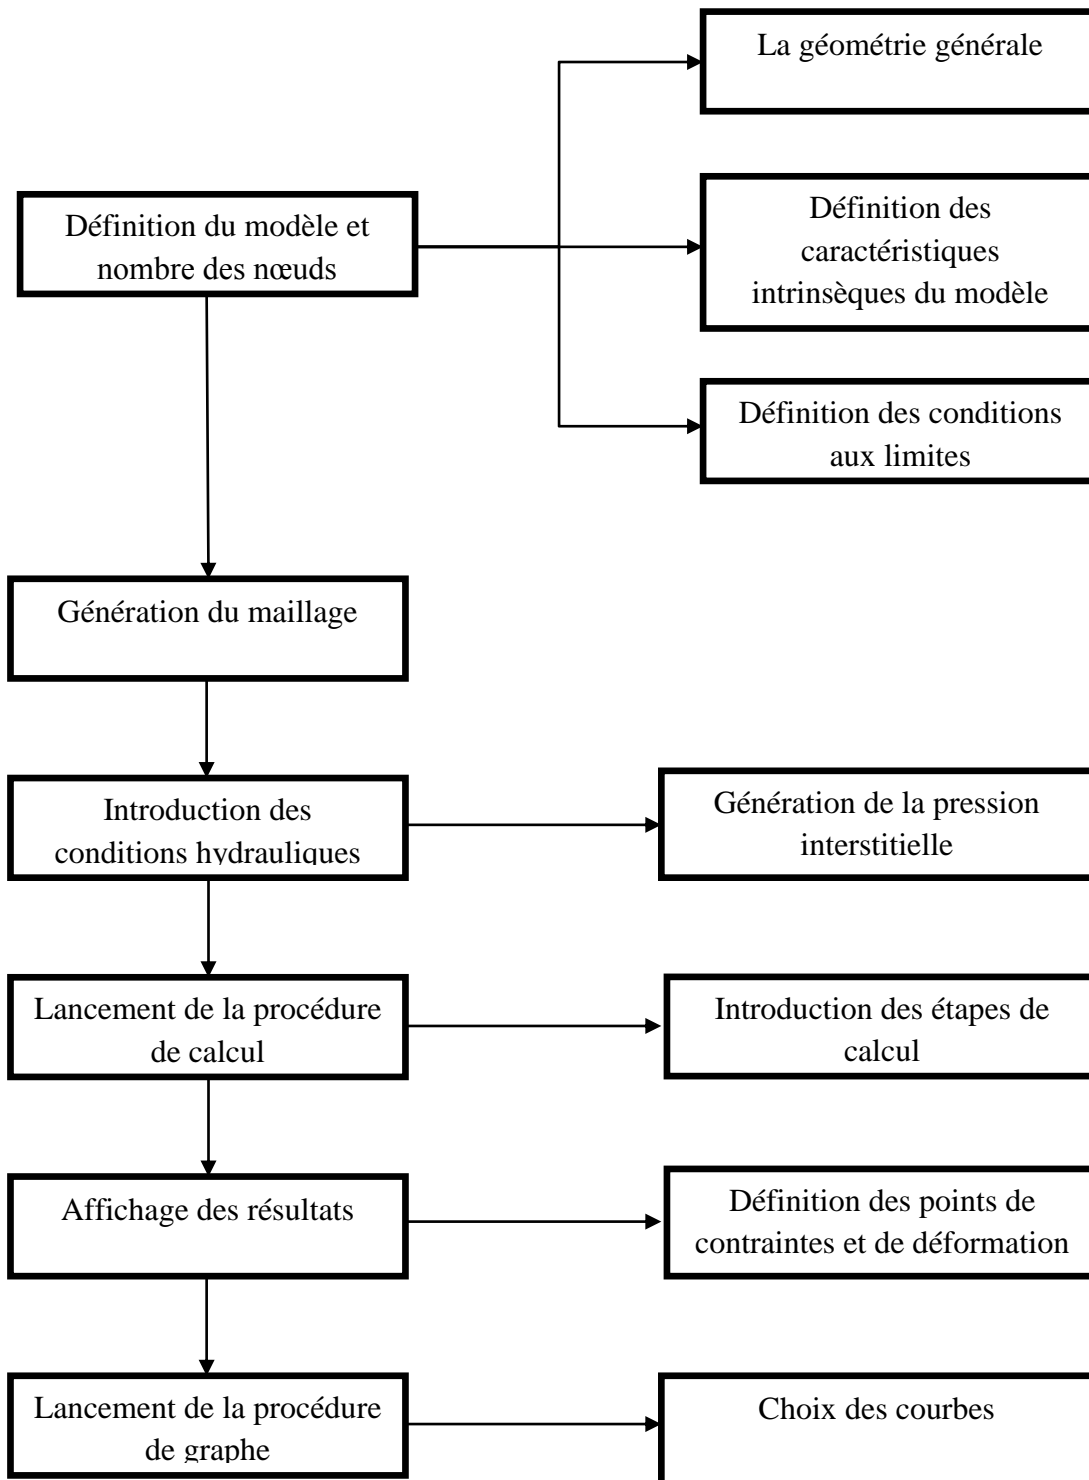 La géométrie générale
Définition du modèle et
nombre des nœuds
Définition des
caractéristiques
intrinsèques du modèle
Définition des conditions
aux limites
Génération du maillage
Introduction des
conditions hydrauliques
Génération de la pression
interstitielle
Lancement de la procédure
de calcul
Introduction des étapes de
calcul
Affichage des résultats
Définition des points de
contraintes et de déformation
Lancement de la procédure
de graphe
Choix des courbes